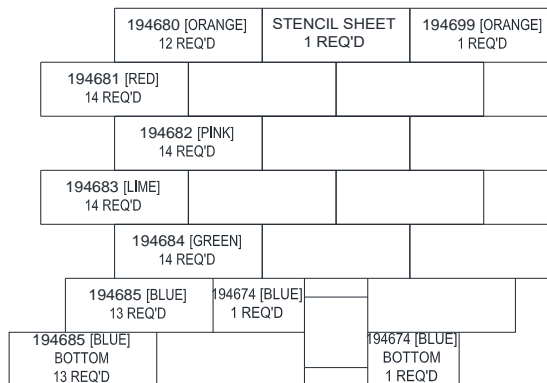 194680 [ORANGE]
12 REQ'D
STENCIL SHEET
1 REQ'D
194699 [ORANGE]
1 REQ'D
194681 [RED]
14 REQ'D
194682 [PINK]
14 REQ'D
194683 [LIME]
14 REQ'D
194684 [GREEN]
14 REQ'D
194685 [BLUE]
13 REQ'D
194674 [BLUE]
1 REQ'D
194685 [BLUE]
BOTTOM
13 REQ'D
194674 [BLUE]
BOTTOM
1 REQ'D